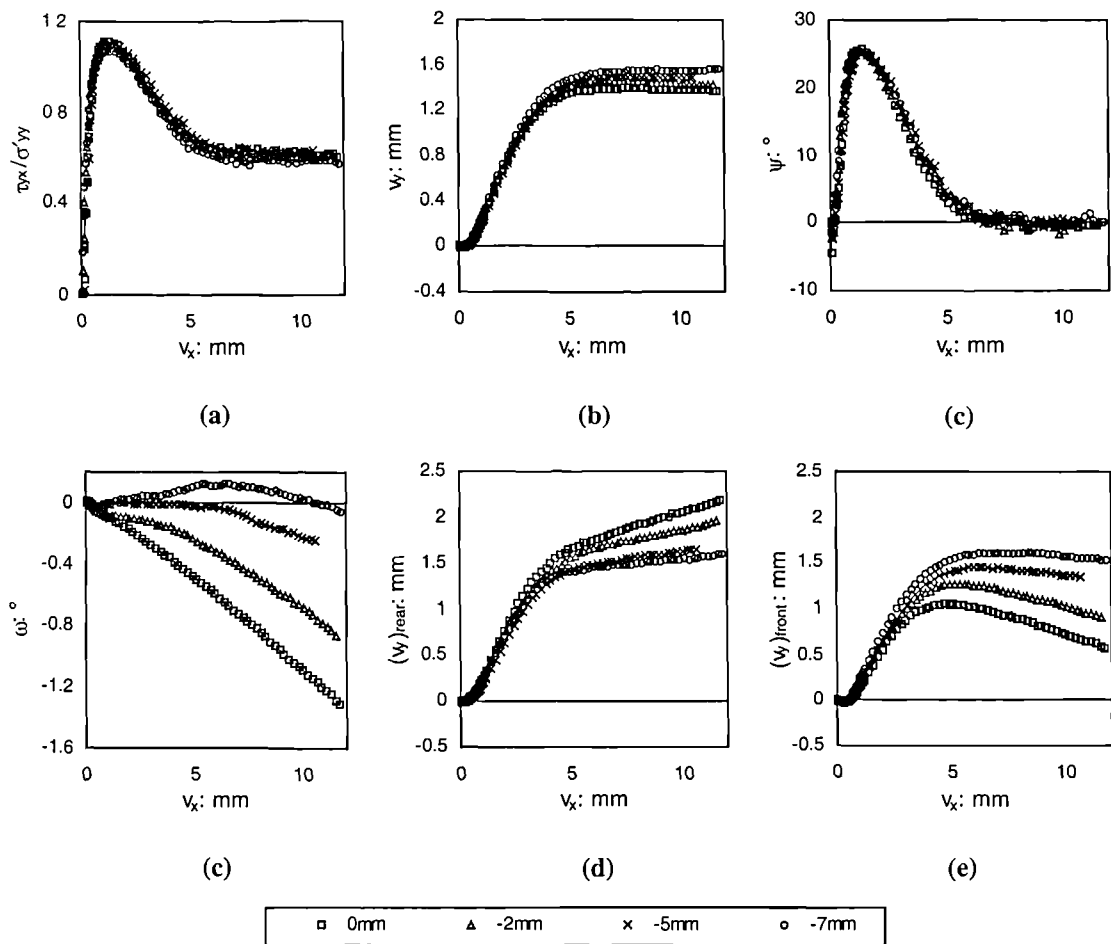 1.2
0.8
0.4
0
τyx/σ'yy
0 5 10
vx: mm
(a)
2
1.6
1.2
0.8
0.4
0
-0.4
vy: mm
0 5 10
vx: mm
(b)
30
20
10
0
-10
ψ: °
0 5 10
vx: mm
(c)
0
-0.4
-0.8
-1.2
-1.6
ω: °
0 5 10
vx: mm
(c)
2.5
2
1.5
1
0.5
0
-0.5
(vy)rear: mm
0 5 10
vx: mm
(d)
2.5
2
1.5
1
0.5
0
-0.5
(vy)front: mm
0 5 10
vx: mm
(e)
0mm -2mm -5mm -7mm